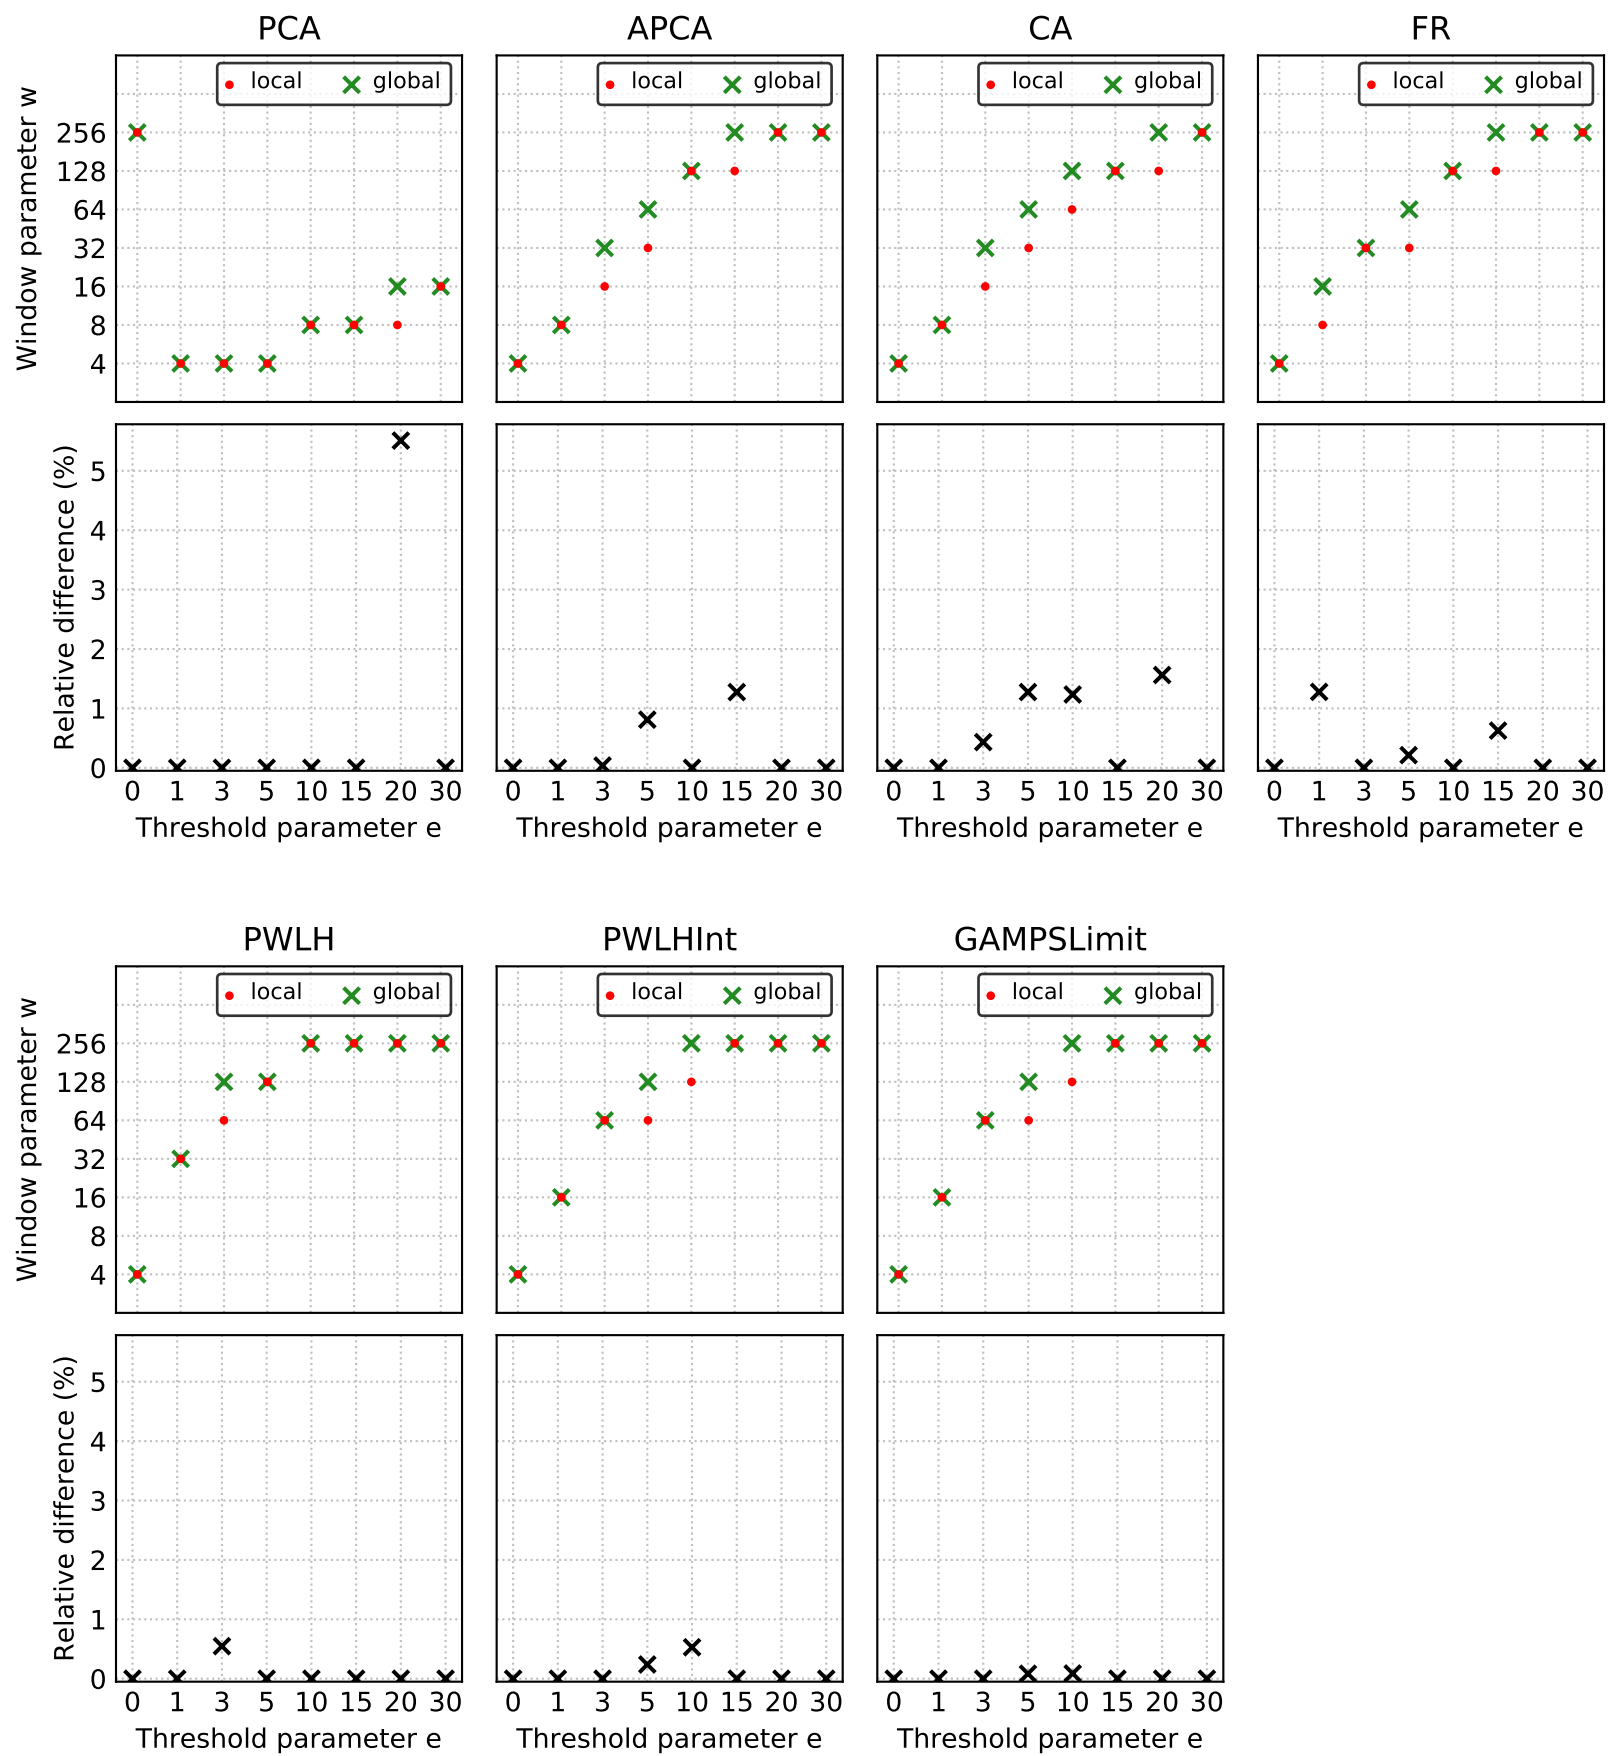 PCA APCA CA FR
local global local global local global local global
Window parameter w
256
128
64
32
16
8
4
Relative difference (%)
5
4
3
2
1
0
0 1 3 5 10 15 20 30 0 1 3 5 10 15 20 30 0 1 3 5 10 15 20 30 0 1 3 5 10 15 20 30
Threshold parameter e Threshold parameter e Threshold parameter e Threshold parameter e
PWLH PWLHInt GAMPSLimit
local global local global local global
Window parameter w
256
128
64
32
16
8
4
Relative difference (%)
5
4
3
2
1
0
0 1 3 5 10 15 20 30 0 1 3 5 10 15 20 30 0 1 3 5 10 15 20 30
Threshold parameter e Threshold parameter e Threshold parameter e